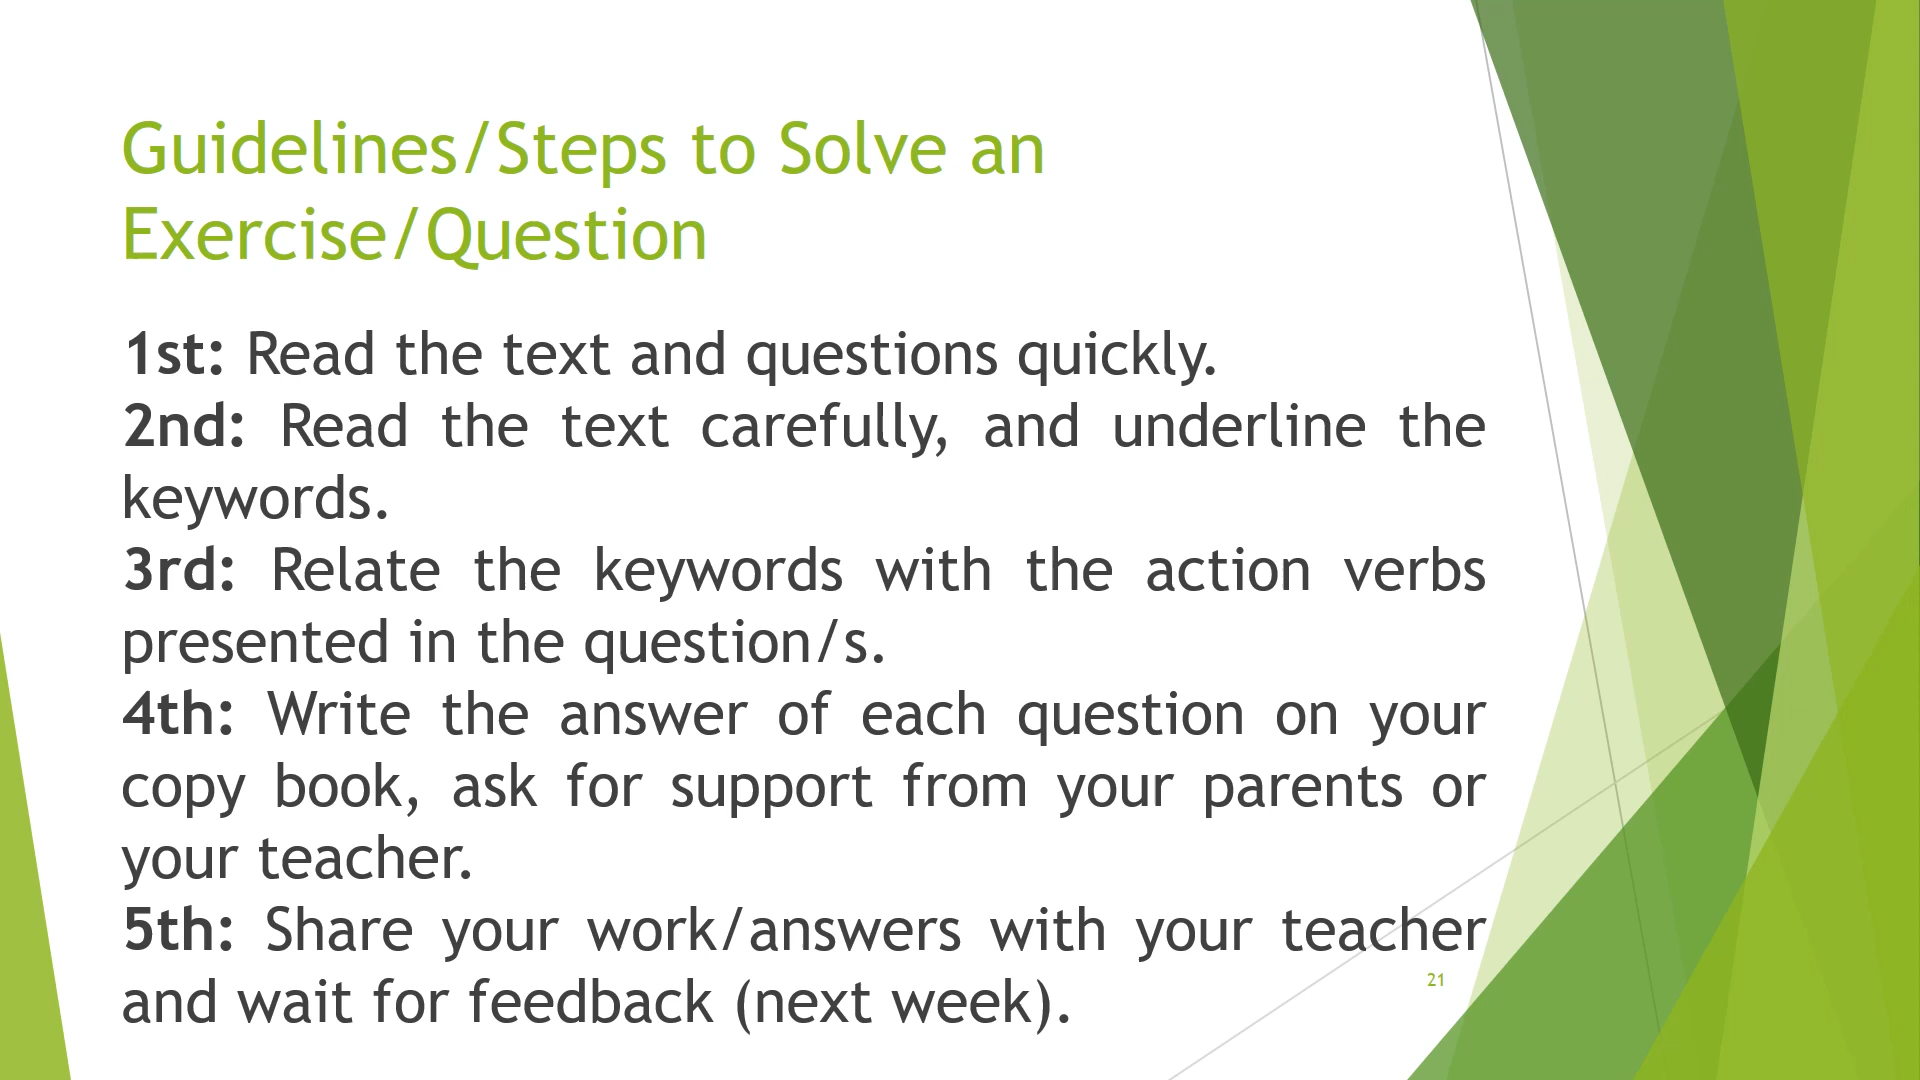 Guidelines/Steps to Solve an
Exercise/Question
1st: Read the text and questions quickly.
2nd: Read the text carefully, and underline the
keywords.
3rd: Relate the keywords with the action verbs
presented in the question/s.
4th: Write the answer of each question on your
copy book, ask for support from your parents or
your teacher.
5th: Share your work/answers with your teacher
and wait for feedback (next week).
21